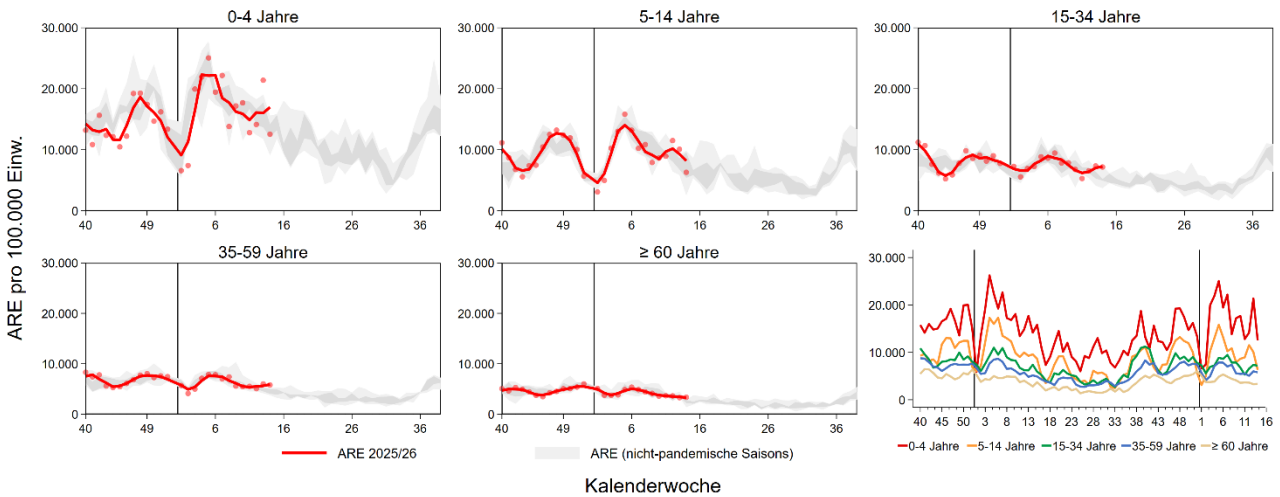 0-4 Jahre
5-14 Jahre
15-34 Jahre
30.000
20.000
10.000
0
40 49 6 16 26 36
30.000
20.000
10.000
0
40 49 6 16 26 36
30.000
20.000
10.000
0
40 49 6 16 26 36
ARE pro 100.000 Einw.
35-59 Jahre
≥ 60 Jahre
30.000
20.000
10.000
0
40 49 6 16 26 36
30.000
20.000
10.000
0
40 49 6 16 26 36
30.000
20.000
10.000
0
40 45 50 3 8 13 18 23 28 33 38 43 48 1 6 11 16
ARE 2025/26
ARE (nicht-pandemische Saisons)
0-4 Jahre 5-14 Jahre 15-34 Jahre 35-59 Jahre ≥ 60 Jahre
Kalenderwoche